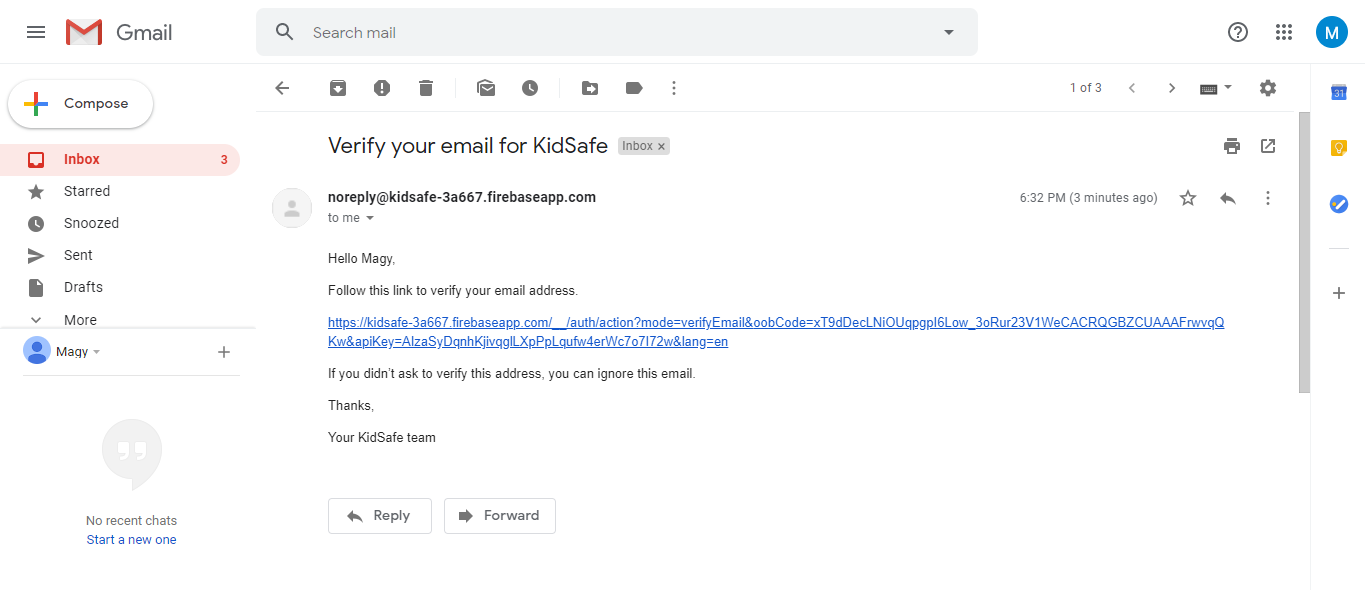 Gmail
Search mail
M
Compose
1 of 3
31
Inbox 3
Starred
Snoozed
Sent
Drafts
More
Magy
No recent chats
Start a new one
Verify your email for KidSafe Inbox x
noreply@kidsafe-3a667.firebaseapp.com 6:32 PM (3 minutes ago)
to me
Hello Magy,
Follow this link to verify your email address.
https://kidsafe-3a667.firebaseapp.com/__/auth/action?mode=verifyEmail&oobCode=xT9dDecLNiOUqpgpI6Low_3oRur23V1WeCACRQGBZCUAAAFrwvqQ
Kw&apiKey=AIzaSyDqnhKjivqglLXpPpLqufw4erWc7o7I72w&lang=en
If you didn’t ask to verify this address, you can ignore this email.
Thanks,
Your KidSafe team
Reply
Forward